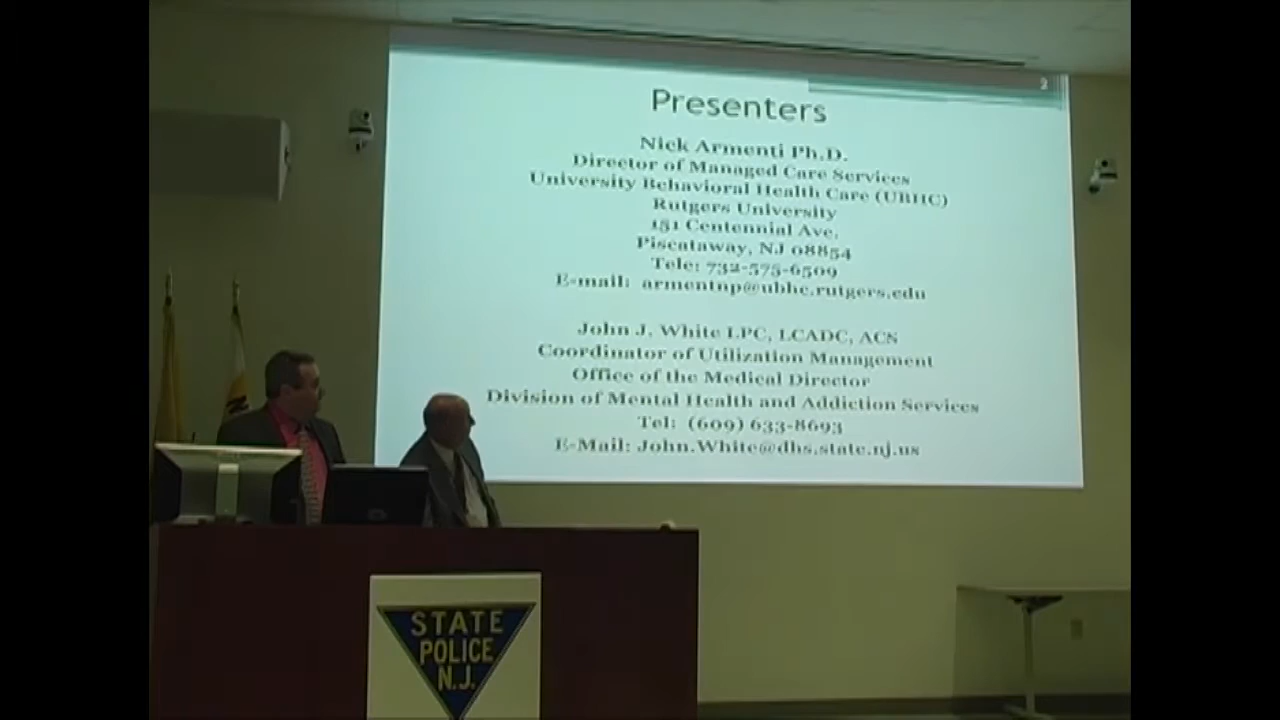 2
Presenters
Nick Armenti Ph.D.
Director of Managed Care Services
University Behavioral Health Care (UBHC)
Rutgers University
151 Centennial Ave.
Piscataway, NJ 08854
Tele: 732-575-6509
E-mail: armentnp@ubhc.rutgers.edu
John J. White LPC, LCADC, ACS
Coordinator of Utilization Management
Office of the Medical Director
Division of Mental Health and Addiction Services
Tel: (609) 633-8693
E-Mail: John.White@dhs.state.nj.us
STATE
POLICE
N.J.